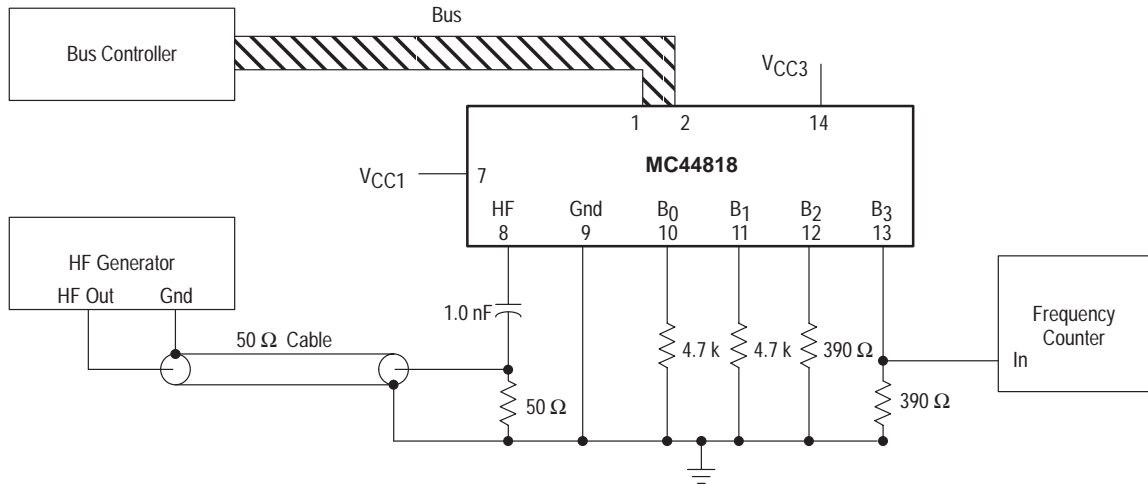 Bus
Bus Controller
VCC3
1 2 14
MC44818
VCC1 7
HF Gnd B0 B1 B2 B3
8 9 10 11 12 13
HF Generator
HF Out Gnd
1.0 nF
50 Ω Cable
4.7 k 4.7 k 390 Ω
Frequency
Counter
In
50 Ω
390 Ω